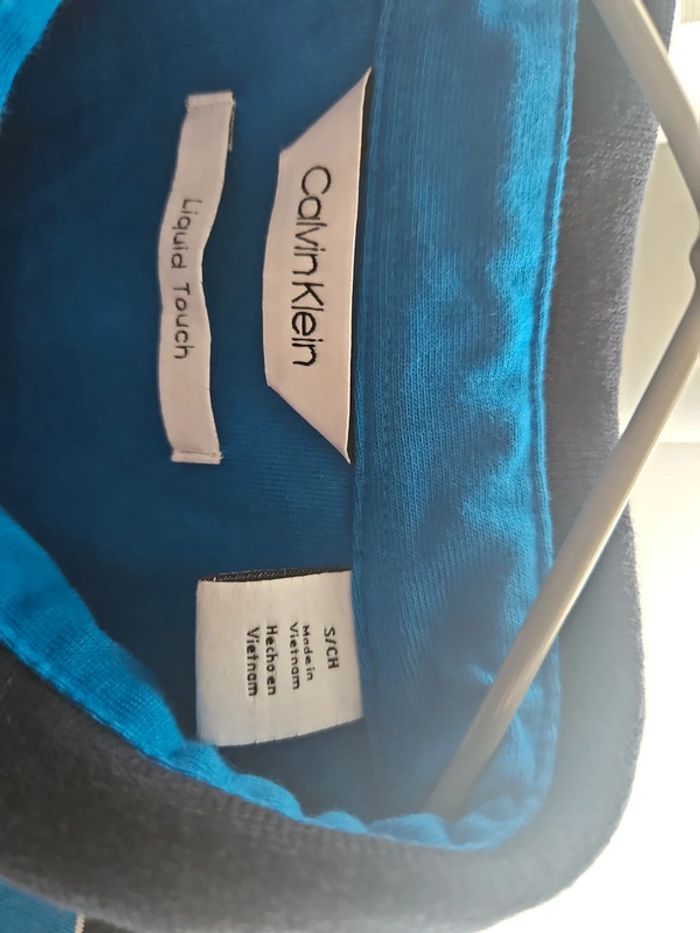 Calvin Klein
Liquid Touch
S/CH
Made in
Vietnam
Hecho en
Vietnam